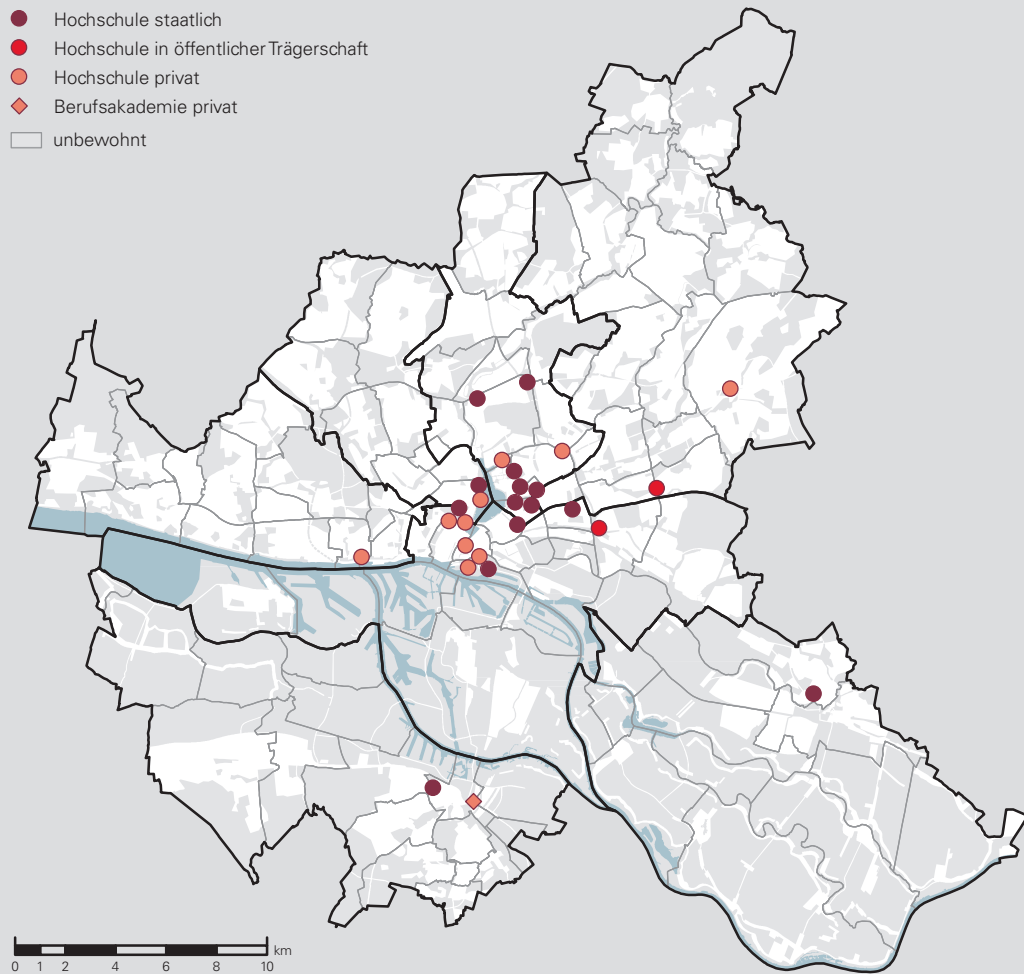 Hochschule staatlich
Hochschule in öffentlicher Trägerschaft
Hochschule privat
Berufsakademie privat
unbewohnt
km
0 1 2 4 6 8 10